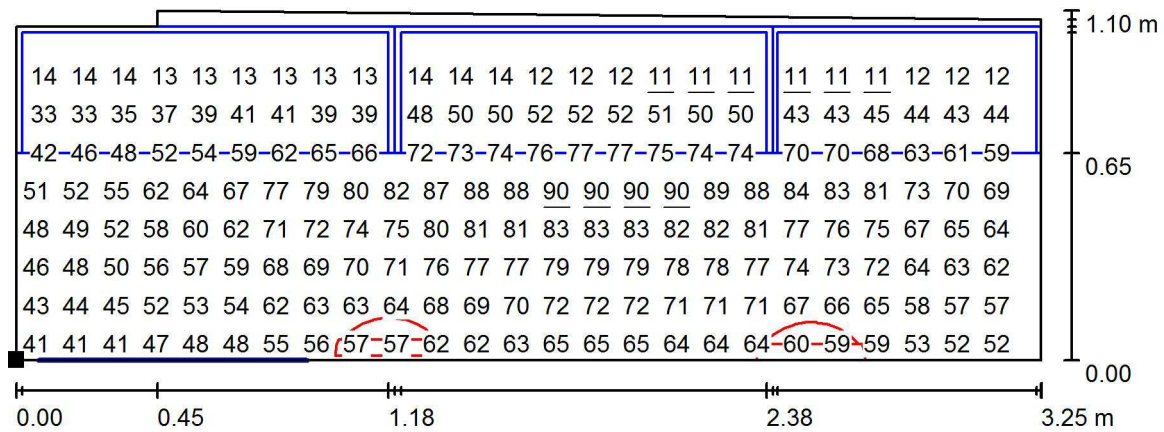 1.10 m
14 14 14 13 13 13 13 13 13 14 14 14 12 12 12 11 11 11 11 11 11 12 12 12
33 33 35 37 39 41 41 39 39 48 50 50 52 52 52 51 50 50 43 43 45 44 43 44
42 46 48 52 54 59 62 65 66 72 73 74 76 77 77 75 74 74 70 70 68 63 61 59 0.65
51 52 55 62 64 67 77 79 80 82 87 88 88 90 90 90 90 89 88 84 83 81 73 70 69
48 49 52 58 60 62 71 72 74 75 80 81 81 83 83 83 82 82 81 77 76 75 67 65 64
46 48 50 56 57 59 68 69 70 71 76 77 77 79 79 79 78 78 77 74 73 72 64 63 62
43 44 45 52 53 54 62 63 63 64 68 69 70 72 72 72 71 71 71 67 66 65 58 57 57
41 41 41 47 48 48 55 56 57 57 62 62 63 65 65 65 64 64 64 60 59 59 53 52 52
0.00
0.00 0.45 1.18 2.38 3.25 m